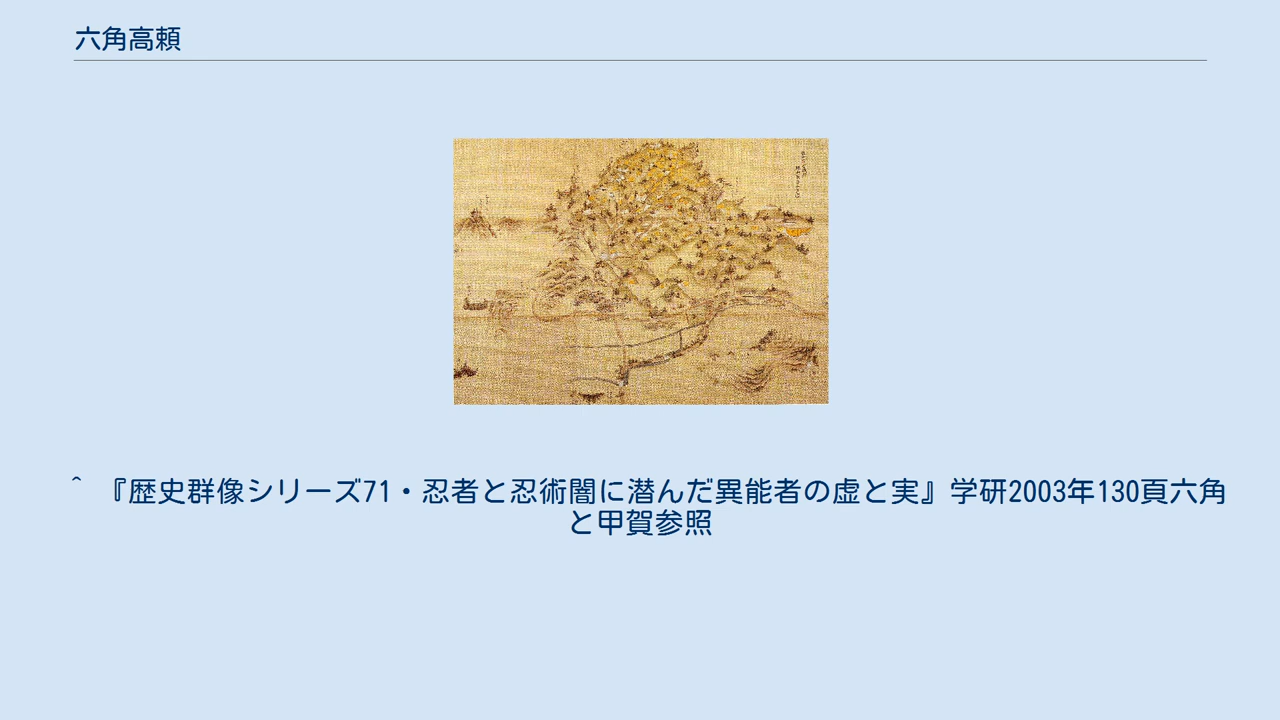 六角高頼
^ 『歴史群像シリーズ71・忍者と忍術闇に潜んだ異能者の虚と実』学研2003年130頁六角
と甲賀参照